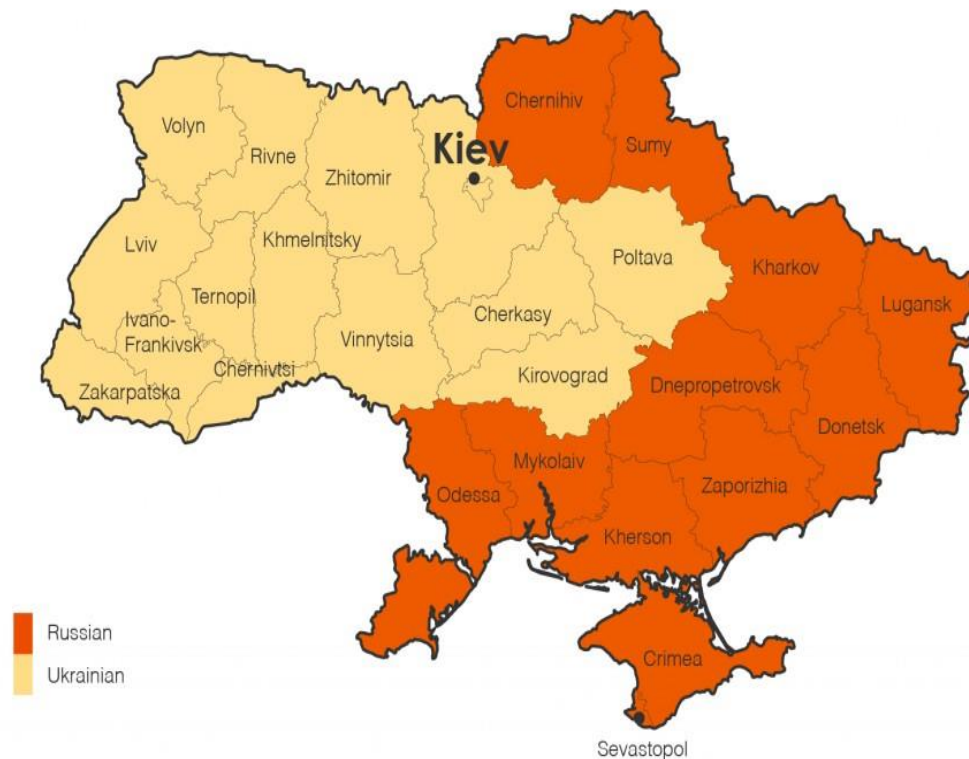 Chernihiv
Volyn
Sumy
Kiev
Rivne
Zhitomir
Lviv
Khmelnitsky
Poltava
Kharkov
Ternopil
Lugansk
Ivano-
Frankivsk
Cherkasy
Vinnytsia
Chernivtsi
Kirovograd
Zakarpatska
Dnepropetrovsk
Donetsk
Mykolaiv
Odessa
Zaporizhia
Kherson
Russian
Crimea
Ukrainian
Sevastopol